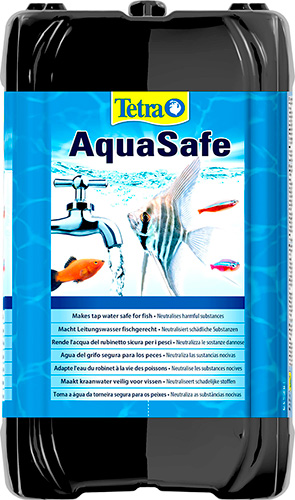 Tetra
AquaSafe
Makes tap water safe for fish • Neutralises harmful substances
Macht Leitungswasser fischgerecht • Neutralisiert schädliche Substanzen
Rende l'acqua del rubinetto sicura per i pesci • Neutralizza le sostanze dannose
Agua del grifo segura para los peces • Neutraliza las sustancias nocivas
Adapte l'eau du robinet à la vie des poissons • Neutralise les substances nocives
Maakt kraanwater veilig voor vissen • Neutraliseert schadelijke stoffen
Torna a água da torneira segura para os peixes • Neutraliza as substâncias nocivas